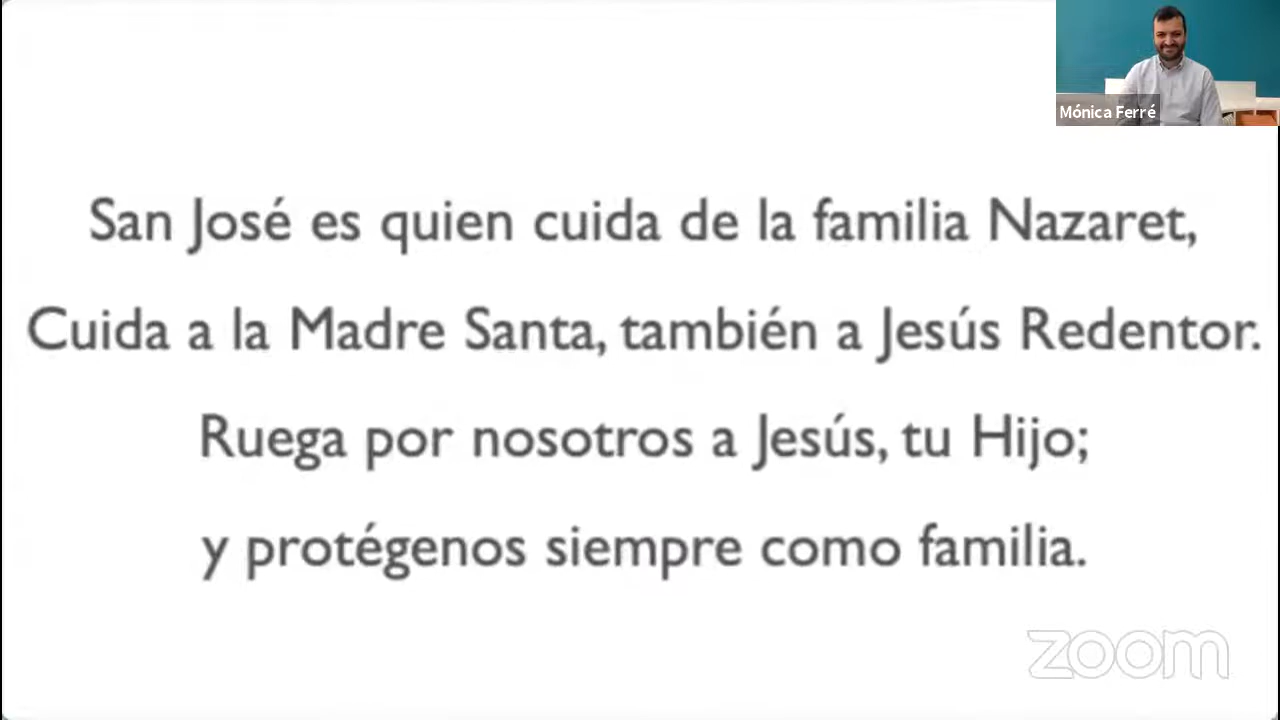 Mónica Ferré
San José es quien cuida de la familia Nazaret,
Cuida a la Madre Santa, también a Jesús Redentor.
Ruega por nosotros a Jesús, tu Hijo;
y protégenos siempre como familia.
zoom